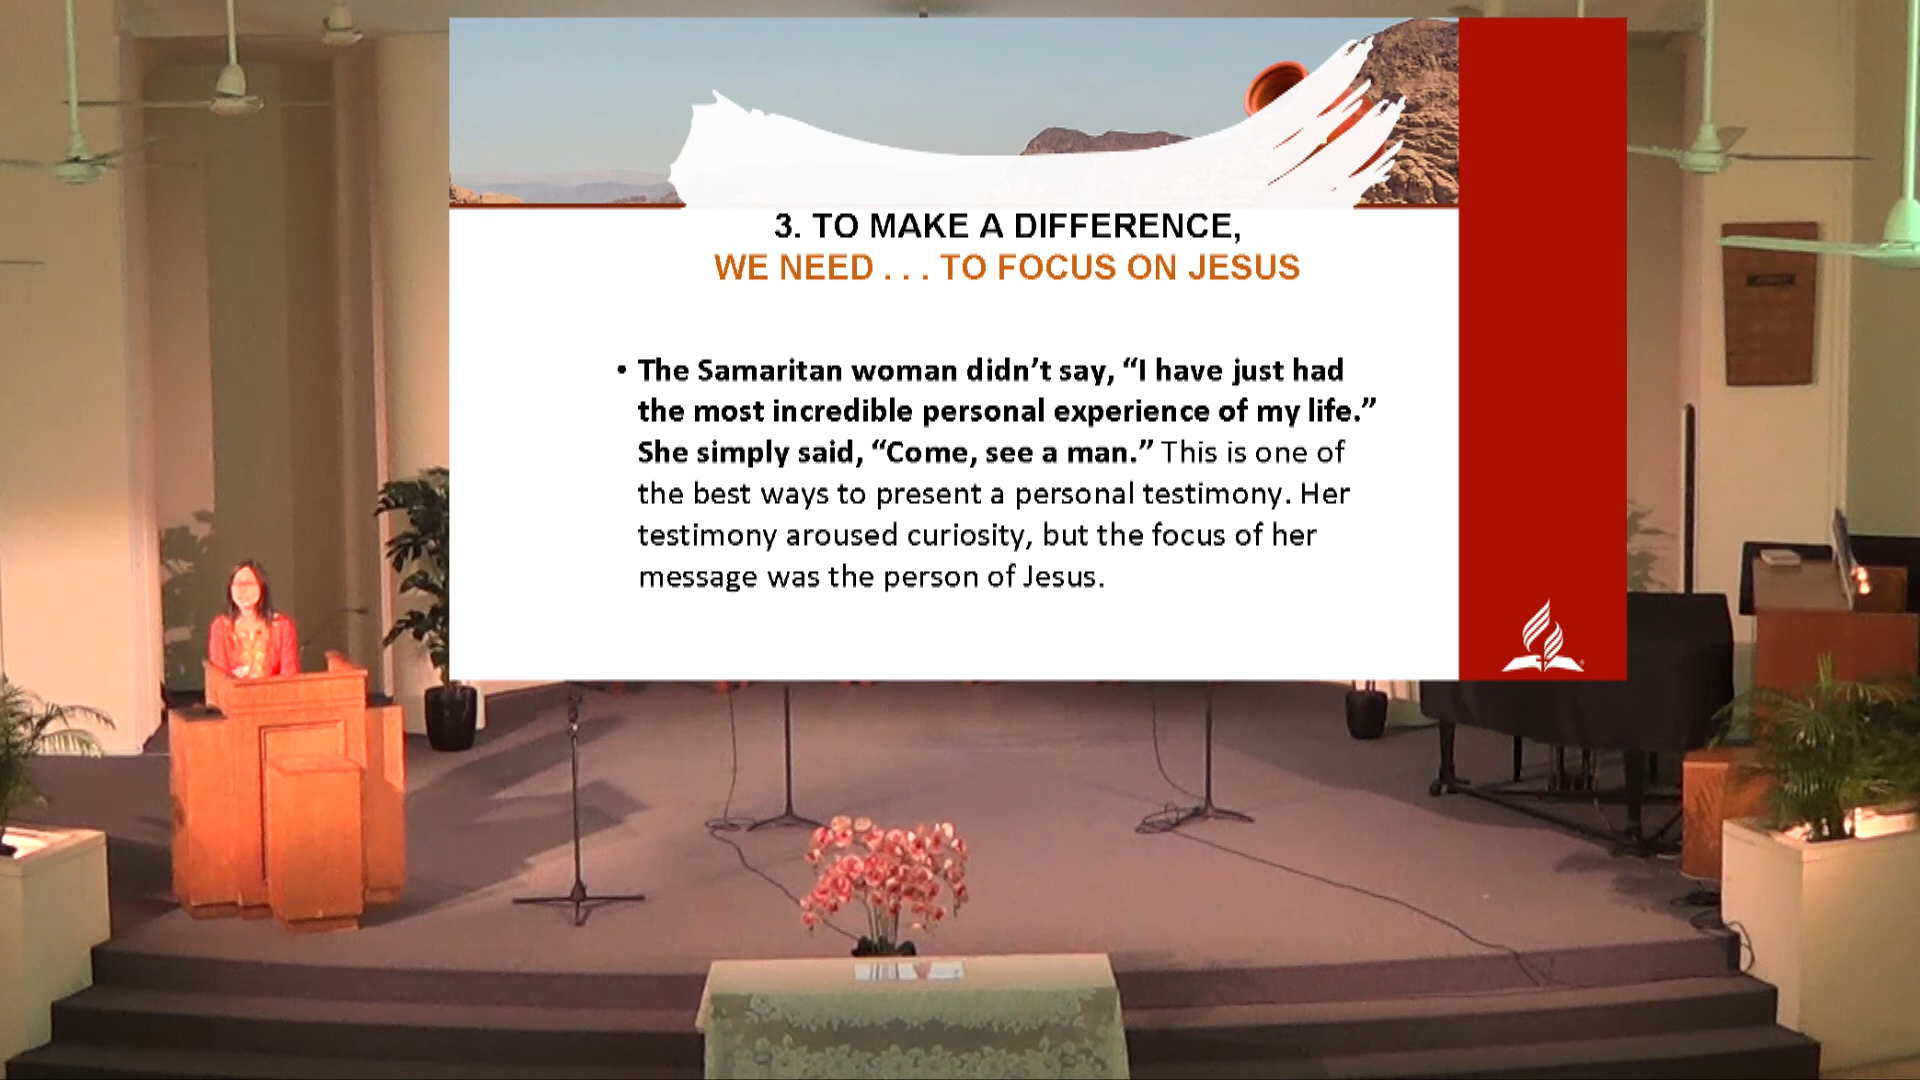 3. TO MAKE A DIFFERENCE,
WE NEED . . . TO FOCUS ON JESUS
• The Samaritan woman didn’t say, “I have just had
the most incredible personal experience of my life.”
She simply said, “Come, see a man.” This is one of
the best ways to present a personal testimony. Her
testimony aroused curiosity, but the focus of her
message was the person of Jesus.